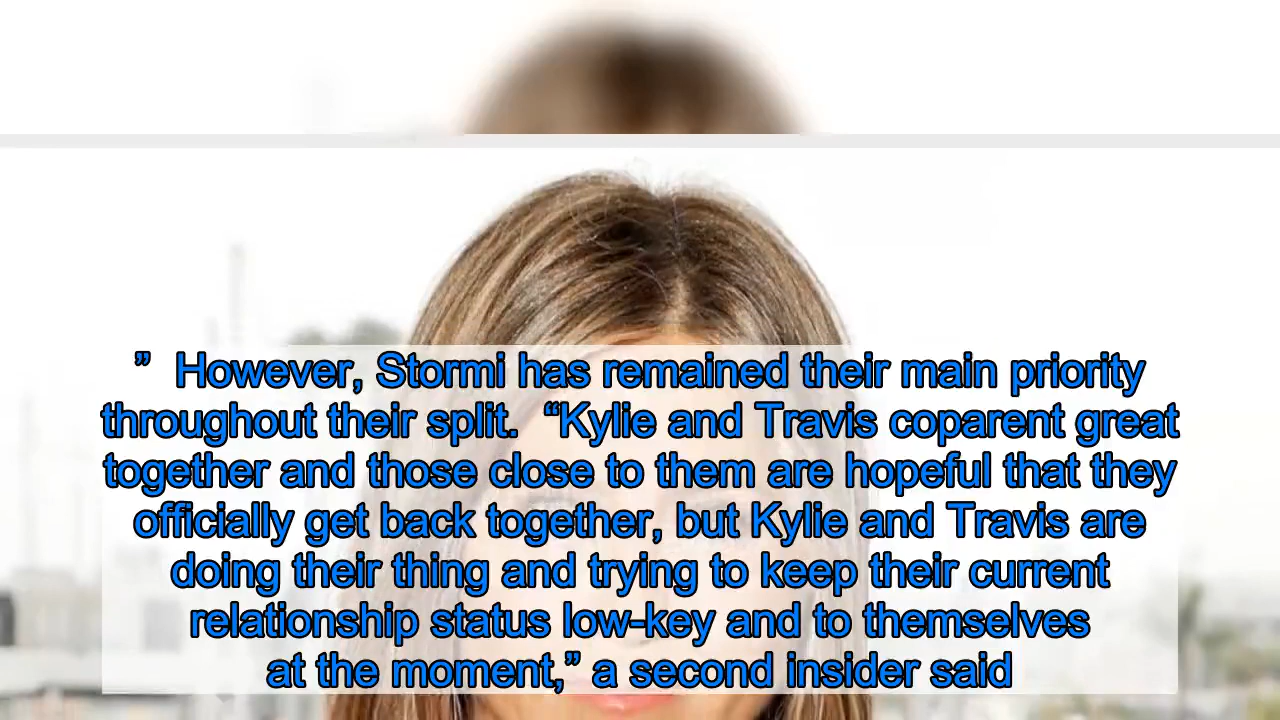 ”  However, Stormi has remained their main priority
throughout their split.  “Kylie and Travis coparent great
together and those close to them are hopeful that they
officially get back together, but Kylie and Travis are
doing their thing and trying to keep their current
relationship status low-key and to themselves
at the moment,” a second insider said